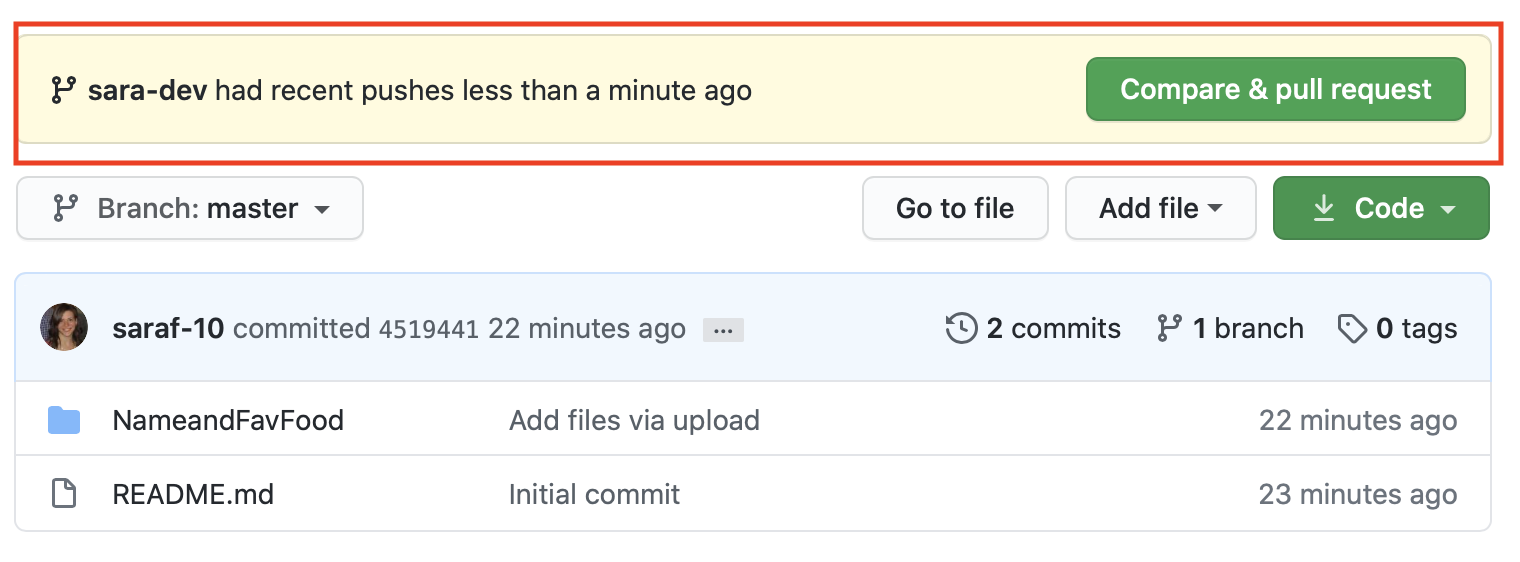 sara-dev had recent pushes less than a minute ago Compare & pull request
Branch: master Go to file Add file Code
saraf-10 committed 4519441 22 minutes ago ... 2 commits 1 branch 0 tags
NameandFavFood Add files via upload 22 minutes ago
README.md Initial commit 23 minutes ago